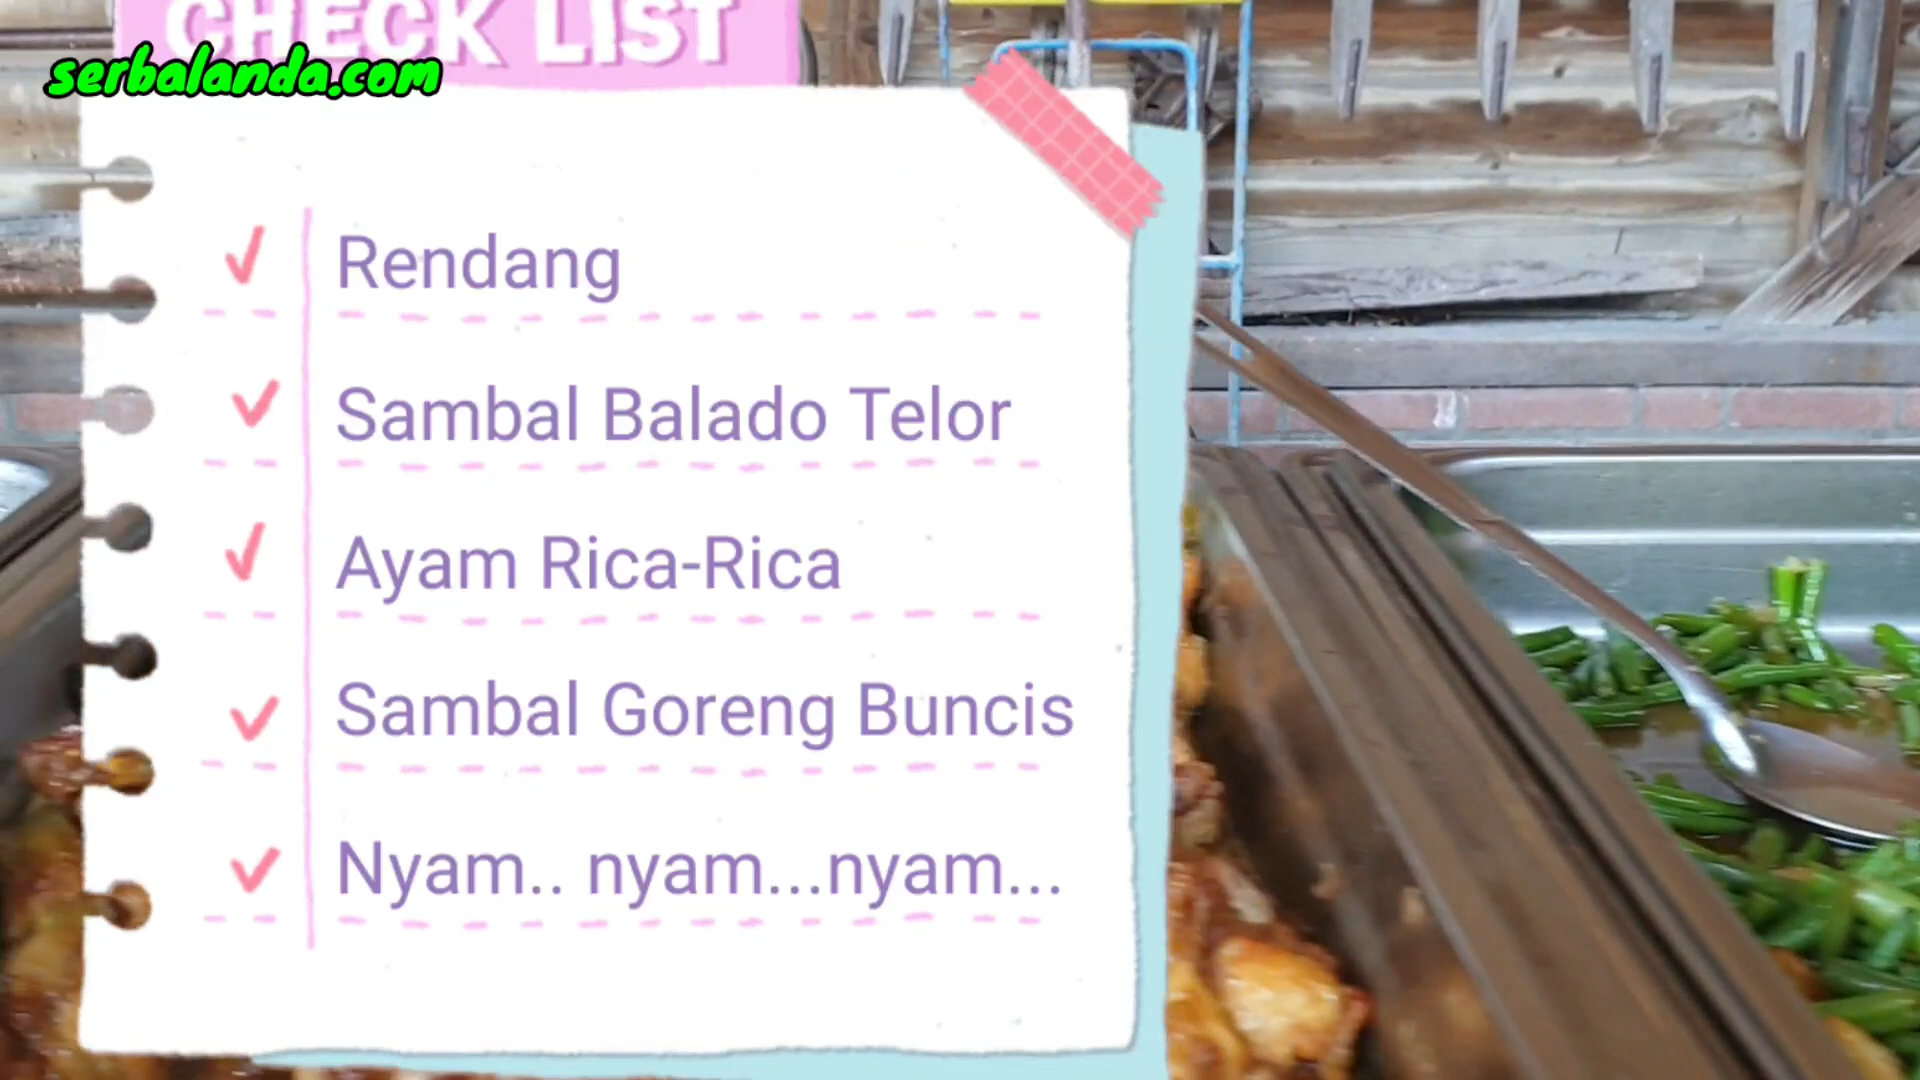 CHECK LIST
serbalanda.com
Rendang
Sambal Balado Telor
Ayam Rica-Rica
Sambal Goreng Buncis
Nyam.. nyam...nyam...